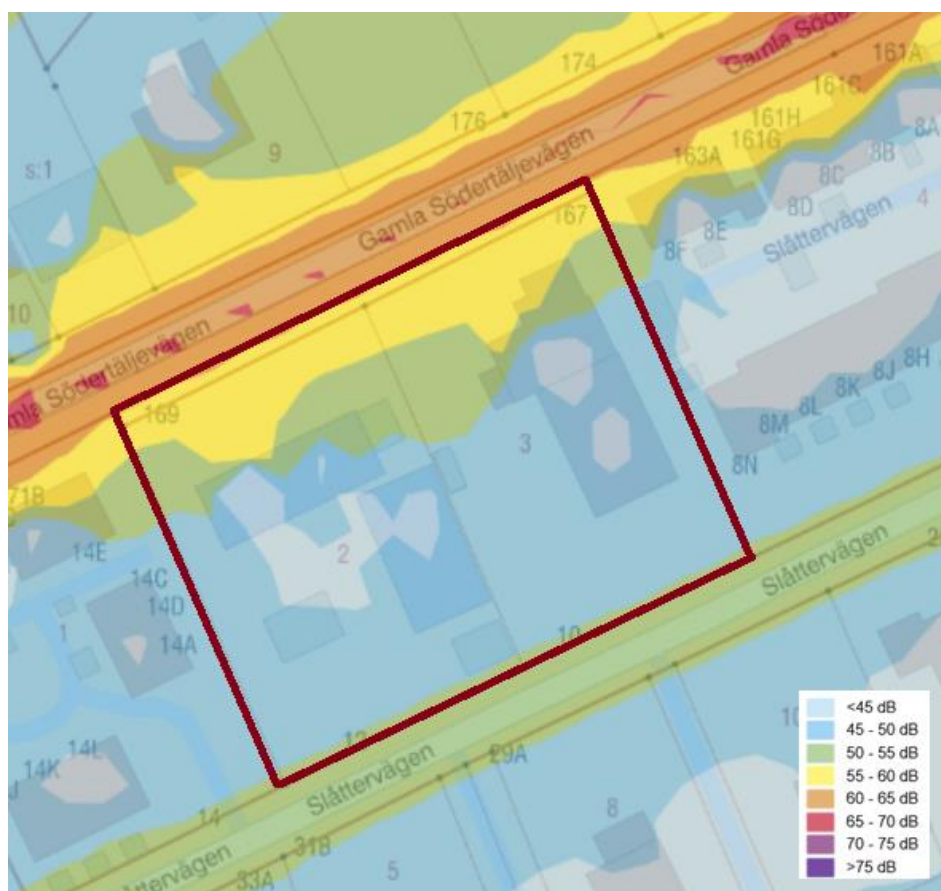 Gamla Söder
174
161A
161C
176
161H
161G
8A
9
163A
8B
s:1
Gamla Södertäljevägen
8C
8D
4
167
Slåttervägen
8E
8F
10
Södertäljevägen
8H
8J
8K
169
8L
8M
3
8N
71B
14E
2
14C
Slåttervägen
14D
1
14A
10
<45 dB
45 - 50 dB
50 - 55 dB
55 - 60 dB
60 - 65 dB
65 - 70 dB
70 - 75 dB
>75 dB
12
29A
14L
14K
Slåttervägen
14
8
31B
5
33A